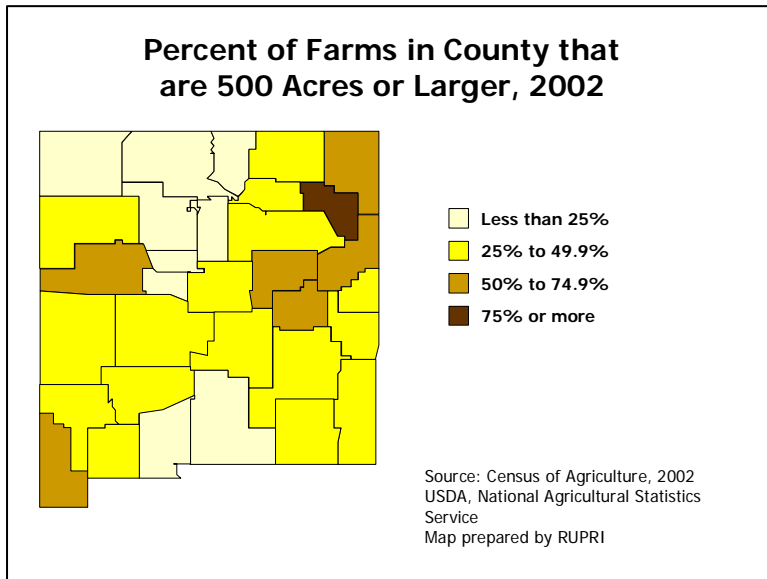 Percent of Farms in County that
are 500 Acres or Larger, 2002
Less than 25%
25% to 49.9%
50% to 74.9%
75% or more
Source: Census of Agriculture, 2002
USDA, National Agricultural Statistics
Service
Map prepared by RUPRI